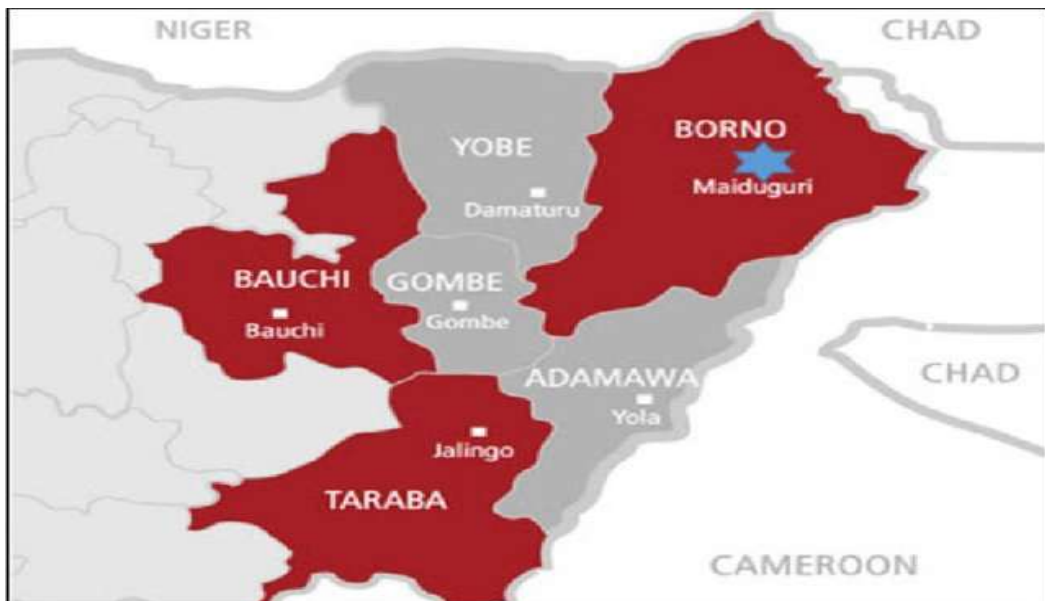 NIGER
CHAD
BORNO
Maiduguri
YOBE
Damaturu
BAUCHI
Bauchi
GOMBE
Gombe
ADAMAWA
Yola
CHAD
Jalingo
TARABA
CAMEROON